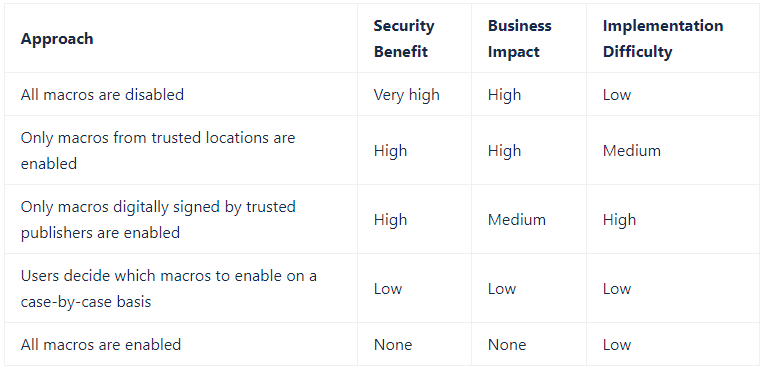 Approach
Security
Benefit
Business
Impact
Implementation
Difficulty
All macros are disabled
Very high
High
Low
Only macros from trusted locations are
enabled
High
High
Medium
Only macros digitally signed by trusted
publishers are enabled
High
Medium
High
Users decide which macros to enable on a
case-by-case basis
Low
Low
Low
All macros are enabled
None
None
Low